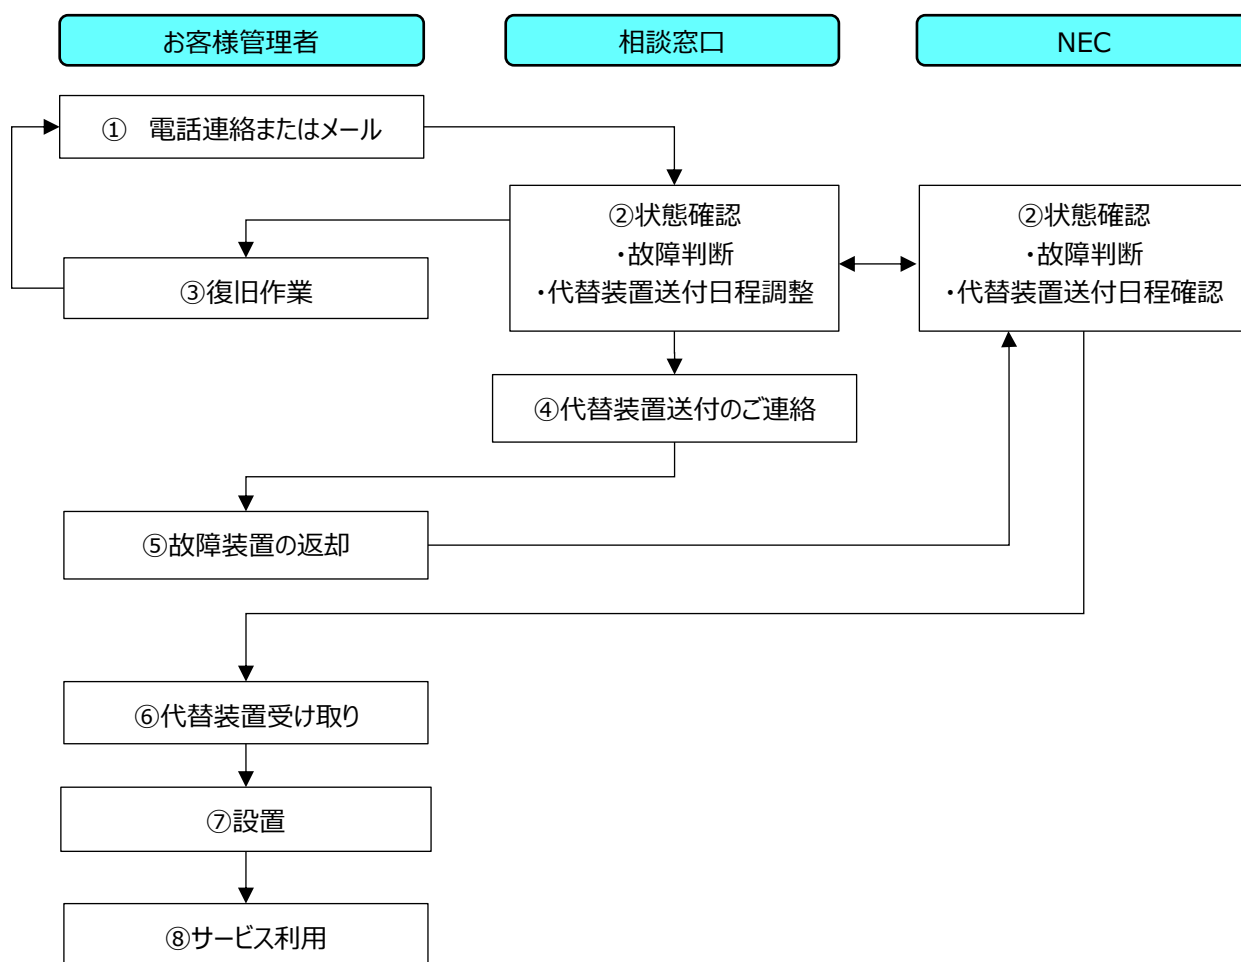 お客様管理者
相談窓口
NEC
① 電話連絡またはメール
②状態確認
・故障判断
・代替装置送付日程調整
②状態確認
・故障判断
・代替装置送付日程確認
③復旧作業
④代替装置送付のご連絡
⑤故障装置の返却
⑥代替装置受け取り
⑦設置
⑧サービス利用